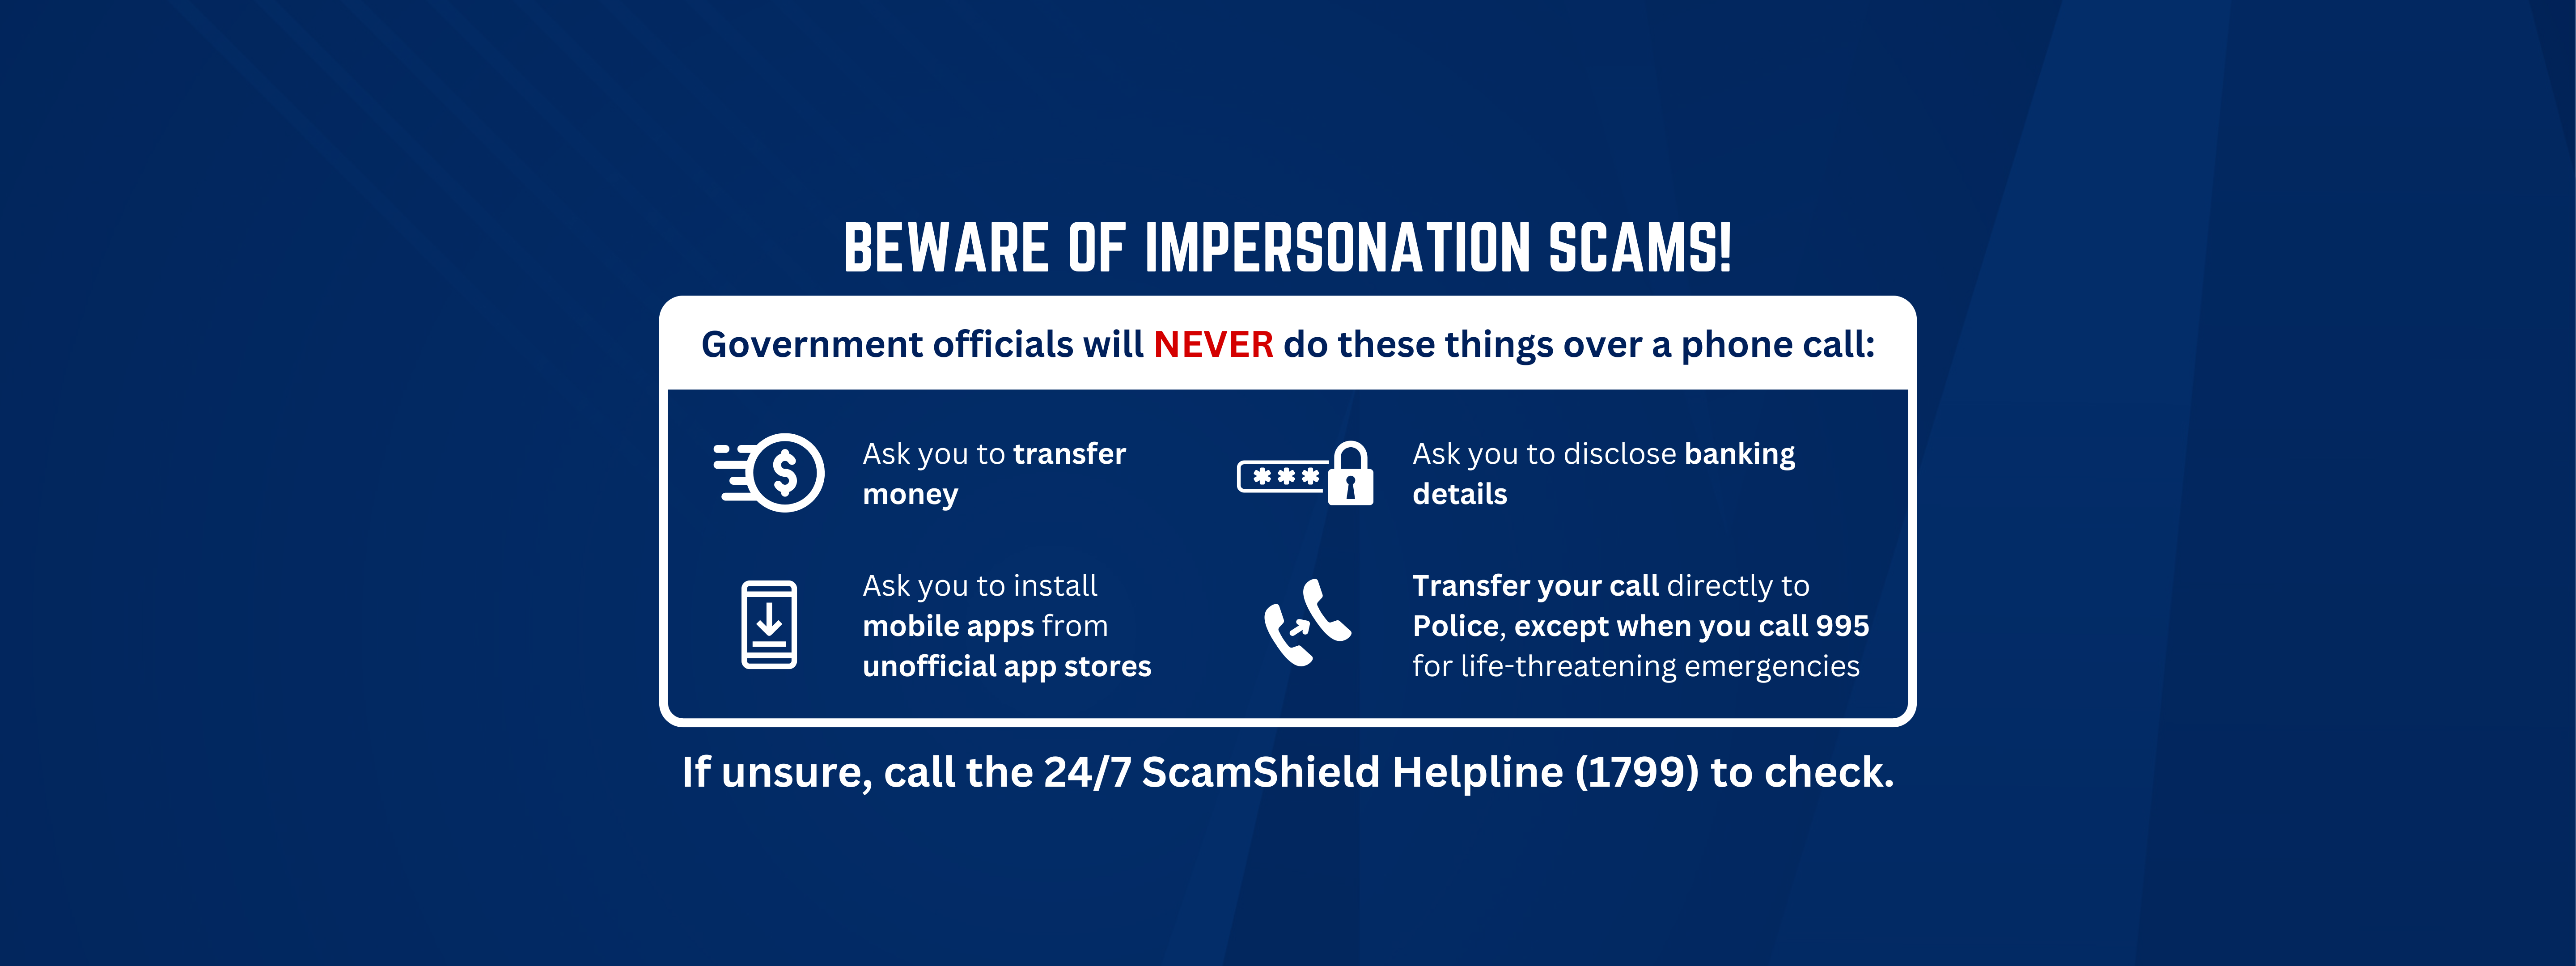 BEWARE OF IMPERSONATION SCAMS!
Government officials will NEVER do these things over a phone call:
Ask you to transfer
money
Ask you to disclose banking
details
Ask you to install
mobile apps from
unofficial app stores
Transfer your call directly to
Police, except when you call 995
for life-threatening emergencies
If unsure, call the 24/7 ScamShield Helpline (1799) to check.